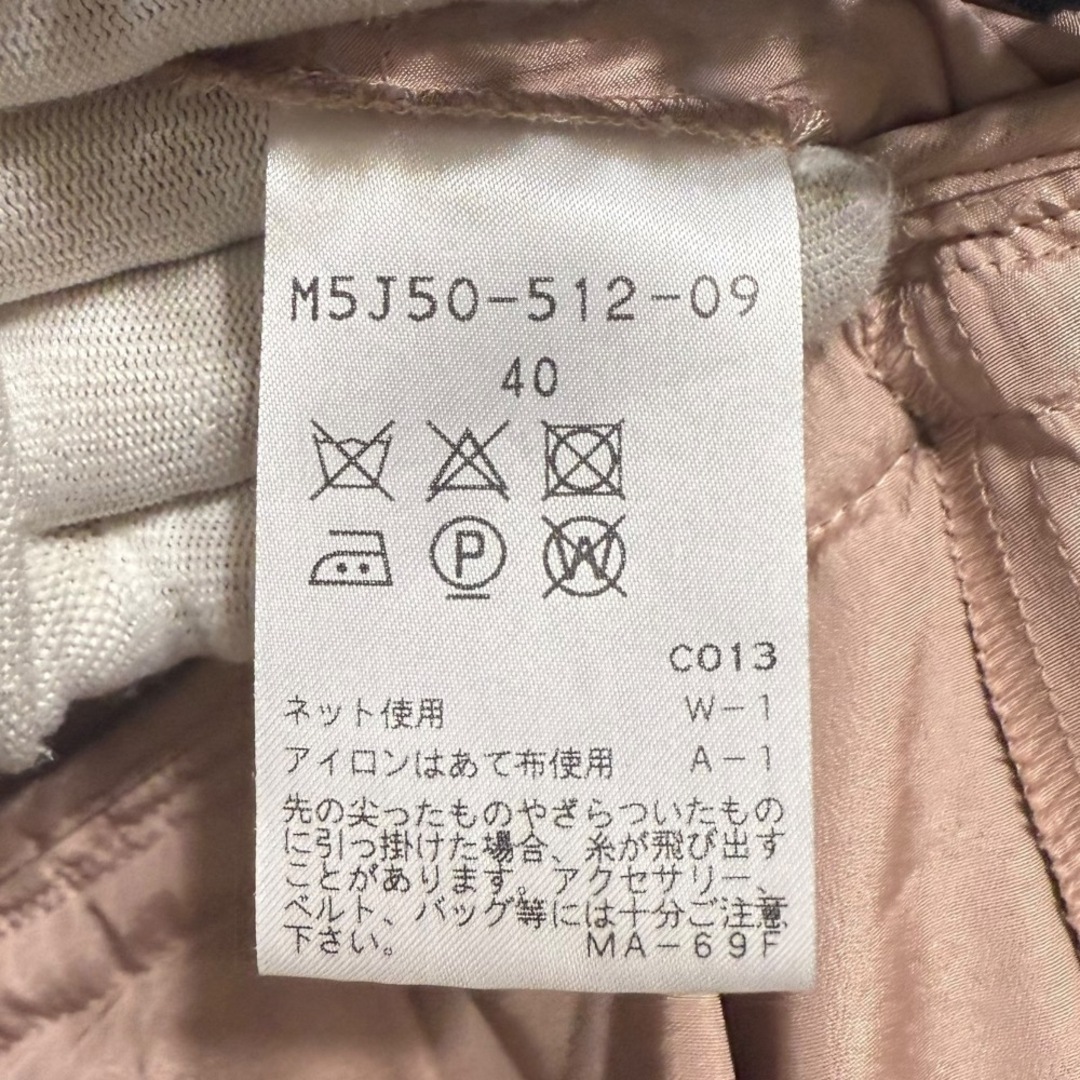 M5J50-512-09
40
P W
C013
ネット使用 W-1
アイロンはあて布使用 A-1
先の尖ったものやざらついたもの
に引っ掛けた場合、糸が飛び出す
ことがあります。アクセサリー、
ベルト、バッグ等には十分ご注意
下さい。 MA-69F